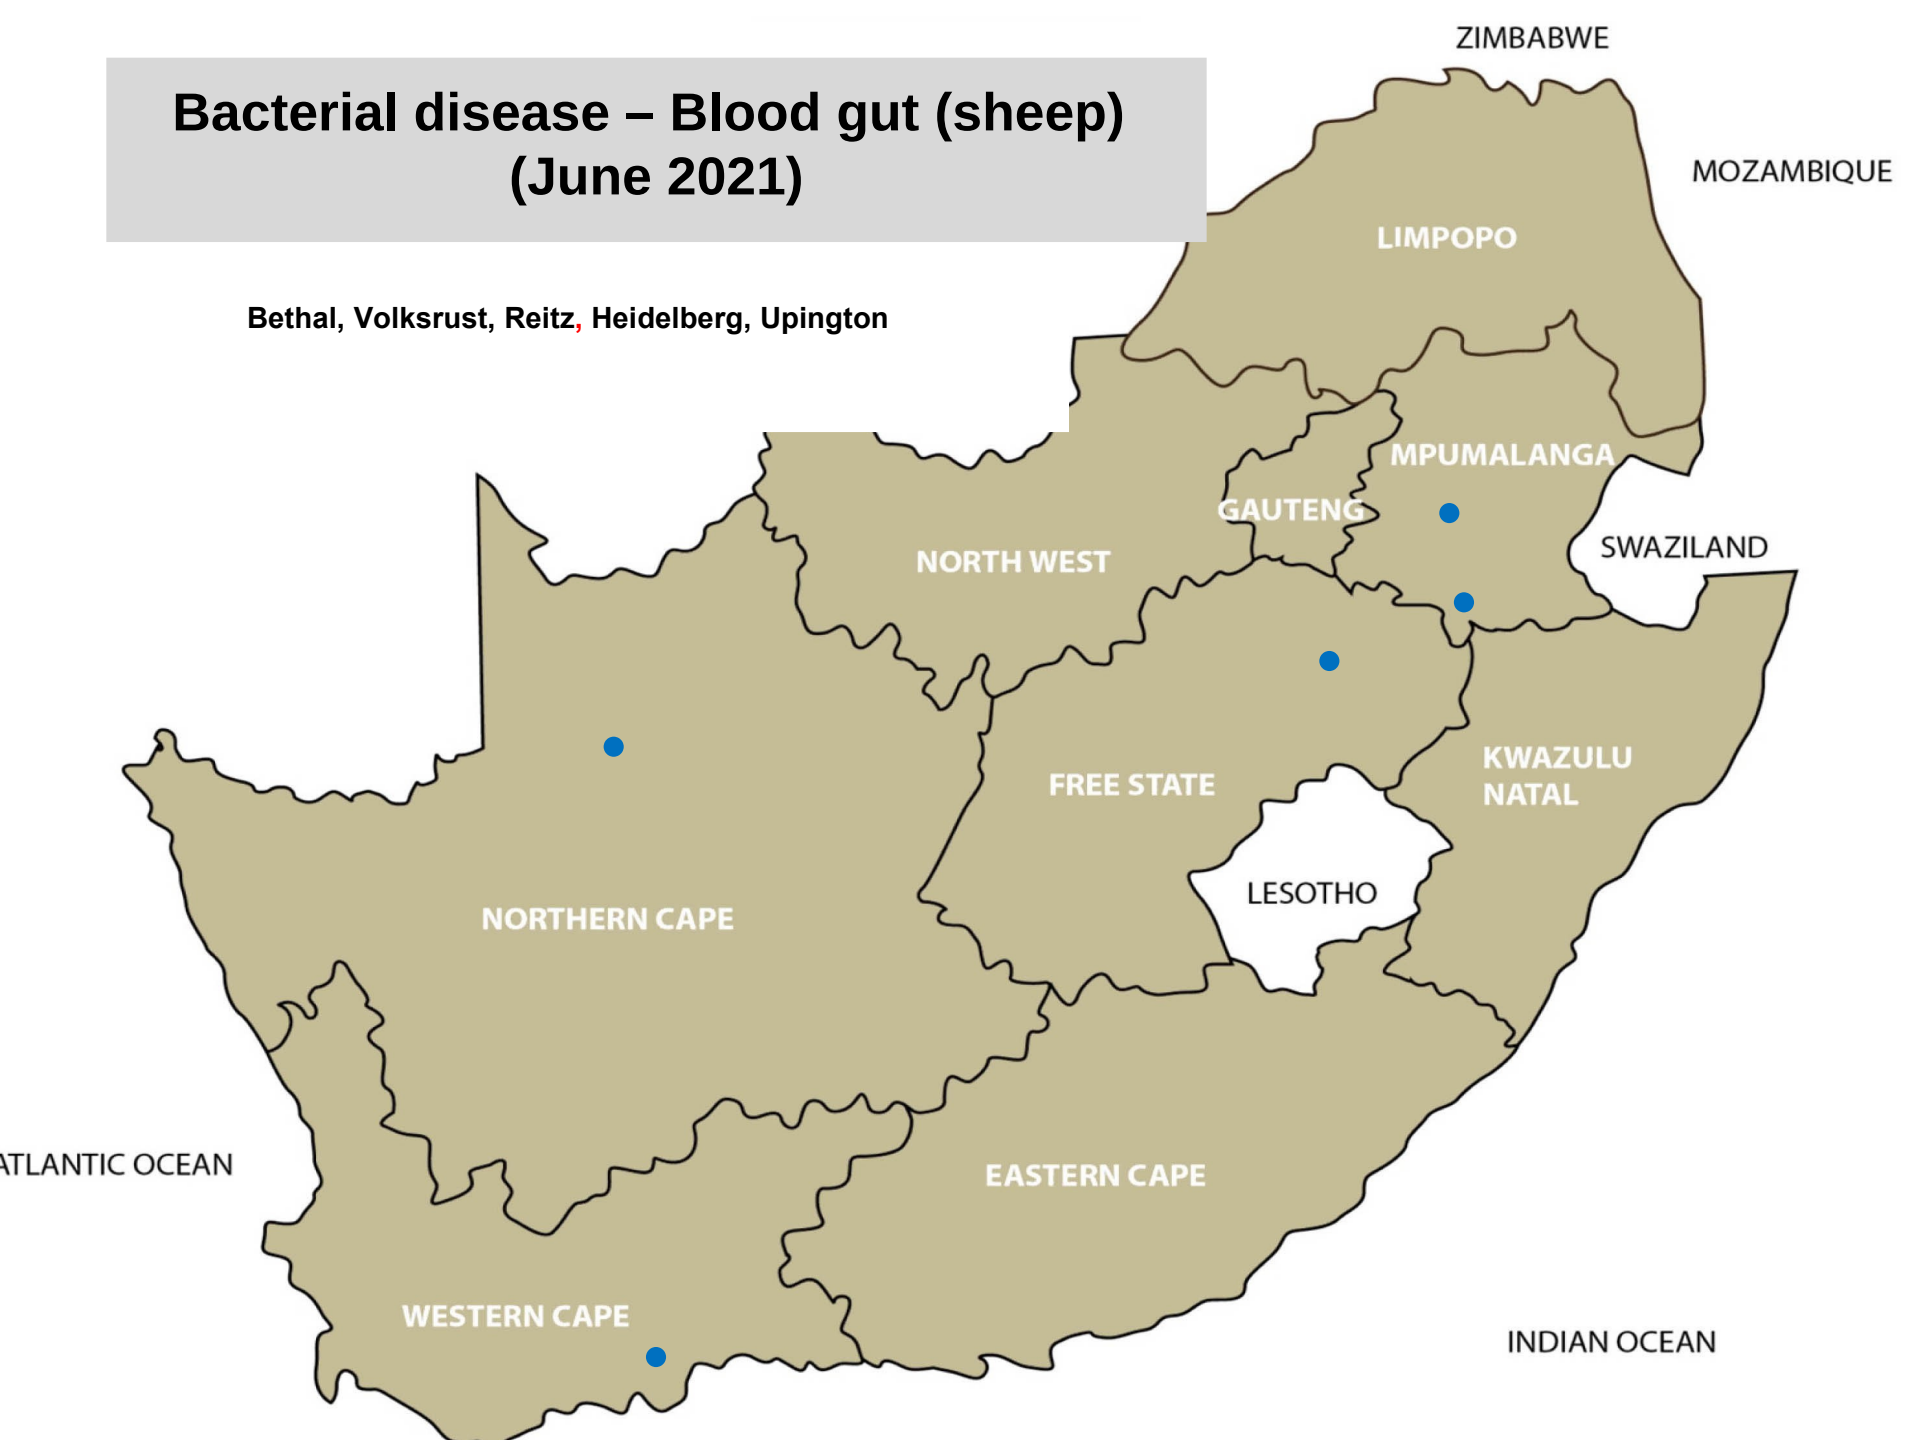 ZIMBABWE
Bacterial disease – Blood gut (sheep)
(June 2021)
MOZAMBIQUE
LIMPOPO
Bethal, Volksrust, Reitz, Heidelberg, Upington
MPUMALANGA
GAUTENG
SWAZILAND
NORTH WEST
KWAZULU
NATAL
FREE STATE
LESOTHO
NORTHERN CAPE
ATLANTIC OCEAN
EASTERN CAPE
WESTERN CAPE
INDIAN OCEAN